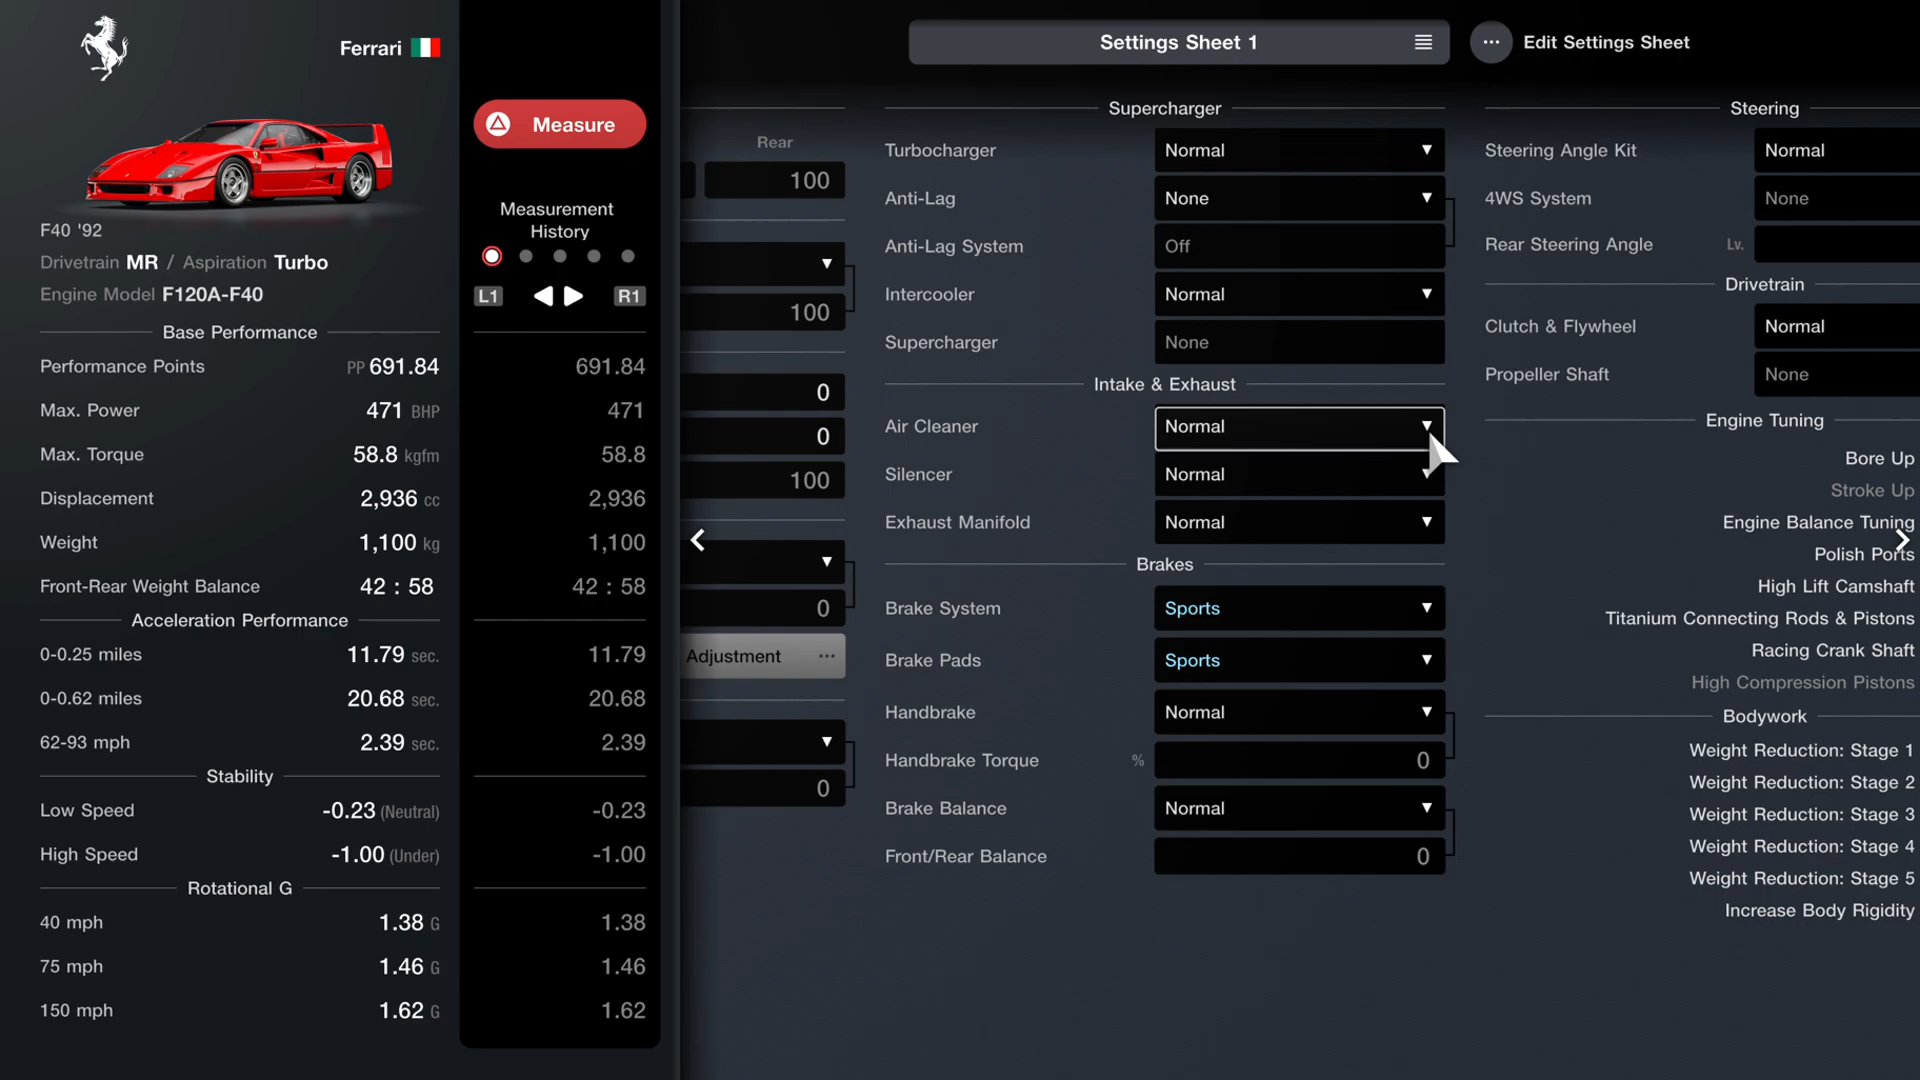 Ferrari
F40 '92
Drivetrain MR / Aspiration Turbo
Engine Model F120A-F40
Base Performance
Performance Points PP 691.84
Max. Power 471 BHP
Max. Torque 58.8 kgfm
Displacement 2,936 cc
Weight 1,100 kg
Front-Rear Weight Balance 42 : 58
Acceleration Performance
0-0.25 miles 11.79 sec.
0-0.62 miles 20.68 sec.
62-93 mph 2.39 sec.
Stability
Low Speed -0.23 (Neutral)
High Speed -1.00 (Under)
Rotational G
40 mph 1.38 G
75 mph 1.46 G
150 mph 1.62 G
Measure
Measurement
History
L1 R1
691.84
471
58.8
2,936
1,100
42 : 58
11.79
20.68
2.39
-0.23
-1.00
1.38
1.46
1.62
Settings Sheet 1
Edit Settings Sheet
Rear
100
100
0
0
100
0
Adjustment ...
0
Supercharger
Turbocharger Normal
Anti-Lag None
Anti-Lag System Off
Intercooler Normal
Supercharger None
Intake & Exhaust
Air Cleaner Normal
Silencer Normal
Exhaust Manifold Normal
Brakes
Brake System Sports
Brake Pads Sports
Handbrake Normal
Handbrake Torque % 0
Brake Balance Normal
Front/Rear Balance 0
Steering
Steering Angle Kit Normal
4WS System None
Rear Steering Angle Lv.
Drivetrain
Clutch & Flywheel Normal
Propeller Shaft None
Engine Tuning
Bore Up
Stroke Up
Engine Balance Tuning
Polish Ports
High Lift Camshaft
Titanium Connecting Rods & Pistons
Racing Crank Shaft
High Compression Pistons
Bodywork
Weight Reduction: Stage 1
Weight Reduction: Stage 2
Weight Reduction: Stage 3
Weight Reduction: Stage 4
Weight Reduction: Stage 5
Increase Body Rigidity